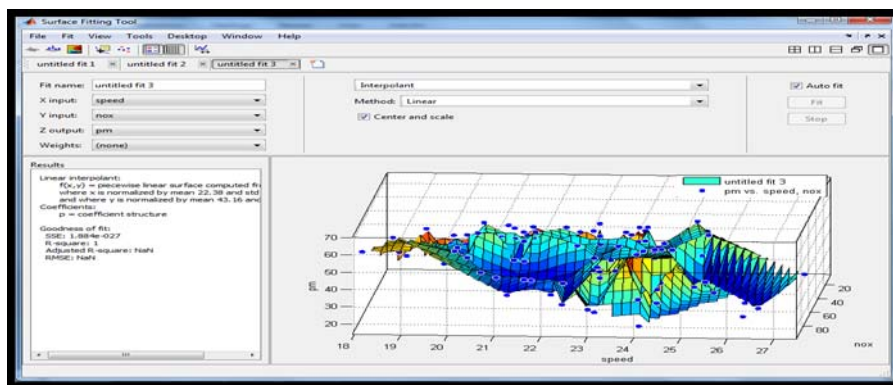 Surface Fitting Tool
File Fit View Tools Desktop Window Help
untitled fit 1 untitled fit 2 untitled fit 3
Fit name: untitled fit 3
X input: speed
Y input: nox
Z output: pm
Weights: (none)
Interpolant
Method: Linear
Center and scale
Auto fit
Fit
Stop
Results
Linear interpolant:
f(x,y) = piecewise linear surface computed fr
where x is normalized by mean 22.38 and std
and where y is normalized by mean 43.16 and
Coefficients:
p = coefficient structure
Goodness of fit:
SSE: 1.884e-027
R-square: 1
Adjusted R-square: NaN
RMSE: NaN
untitled fit 3
pm vs. speed, nox
70
60
50
40
30
20
pm
18 19 20 21 22 23 24 25 26 27
speed
20
40
60
80
nox